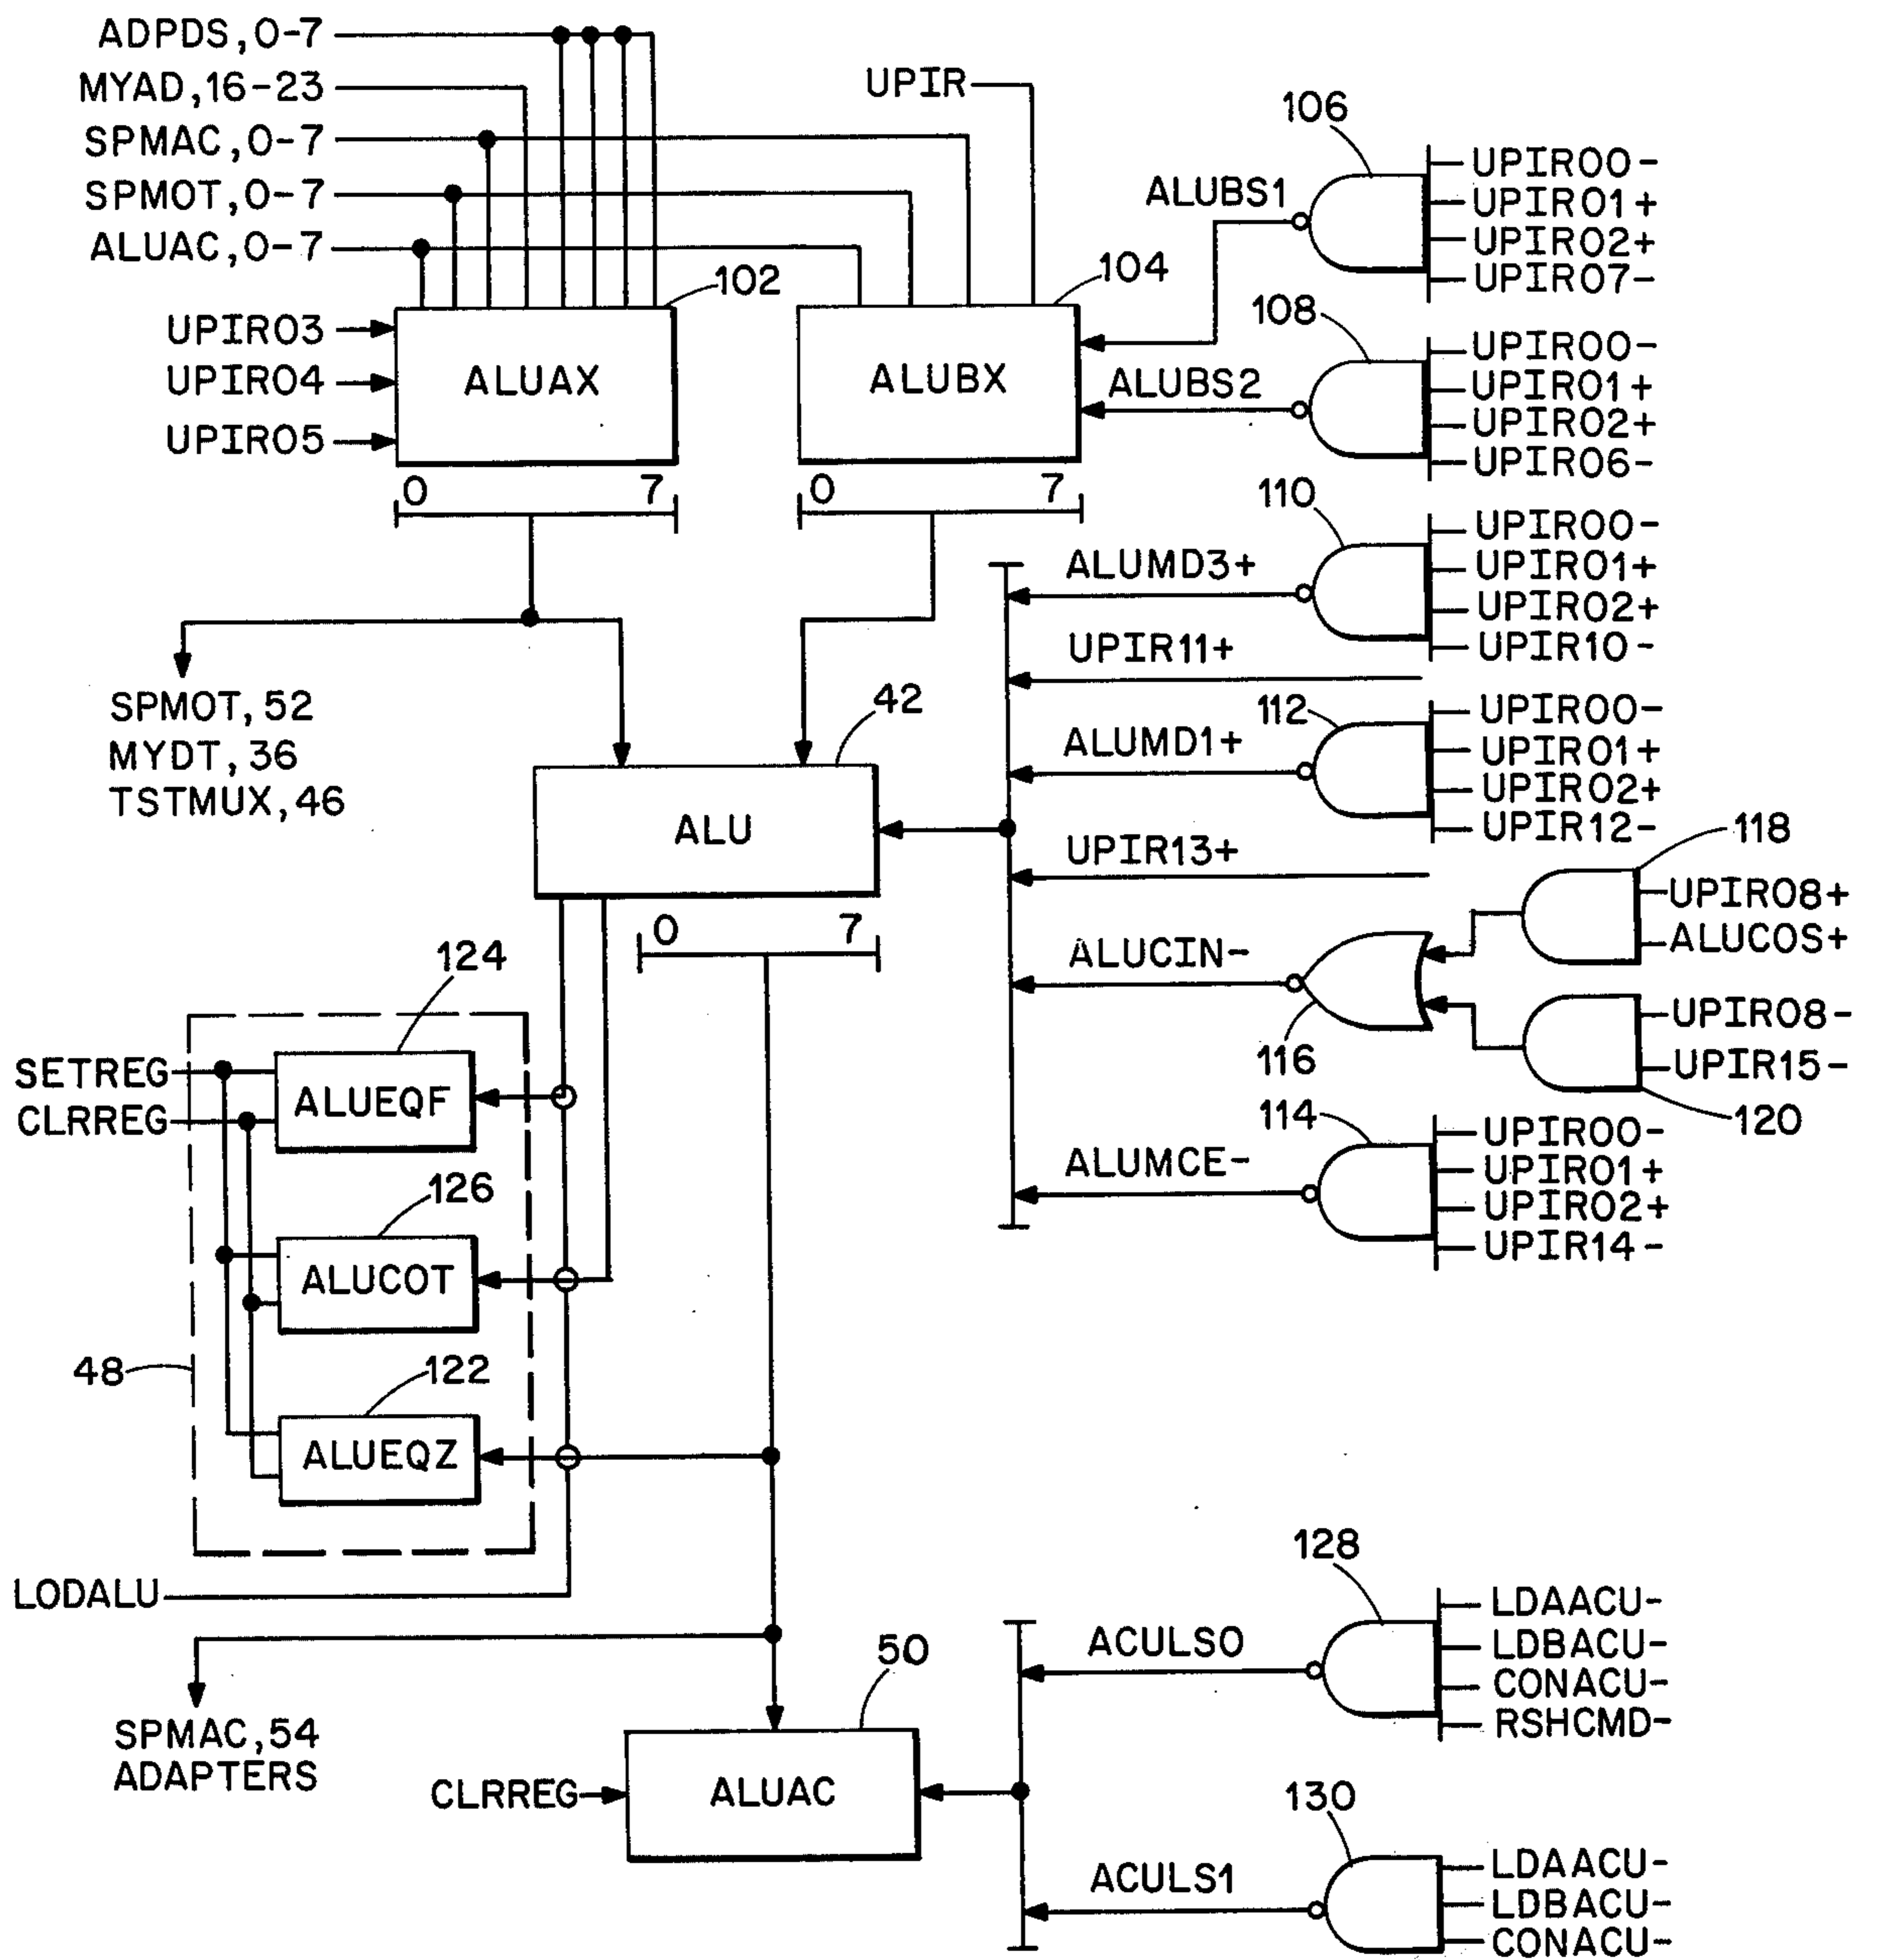 ADPDS,0-7
MYAD,16-23
SPMAC,0-7
SPMOT,0-7
ALUAC,0-7
UPIR03
UPIR04
UPIR05
102
ALUAX
0 7
UPIR
104
ALUBX
0 7
ALUBS1
ALUBS2
106
UPIR00-
UPIR01+
UPIR02+
UPIR07-
108
UPIR00-
UPIR01+
UPIR02+
UPIR06-
110
ALUMD3+
UPIR00-
UPIR01+
UPIR02+
UPIR10-
UPIR11+
112
ALUMD1+
UPIR00-
UPIR01+
UPIR02+
UPIR12-
UPIR13+
118
UPIR08+
ALUCOS+
ALUCIN-
116
UPIR08-
UPIR15-
120
114
ALUMCE-
UPIR00-
UPIR01+
UPIR02+
UPIR14-
SPMOT,52
MYDT,36
TSTMUX,46
42
ALU
0 7
124
SETREG
CLRREG
ALUEQF
126
ALUCOT
48
122
ALUEQZ
LODALU
SPMAC,54
ADAPTERS
50
CLRREG
ALUAC
128
ACULS0
LDAACU-
LDBACU-
CONACU-
RSHCMD-
130
ACULS1
LDAACU-
LDBACU-
CONACU-